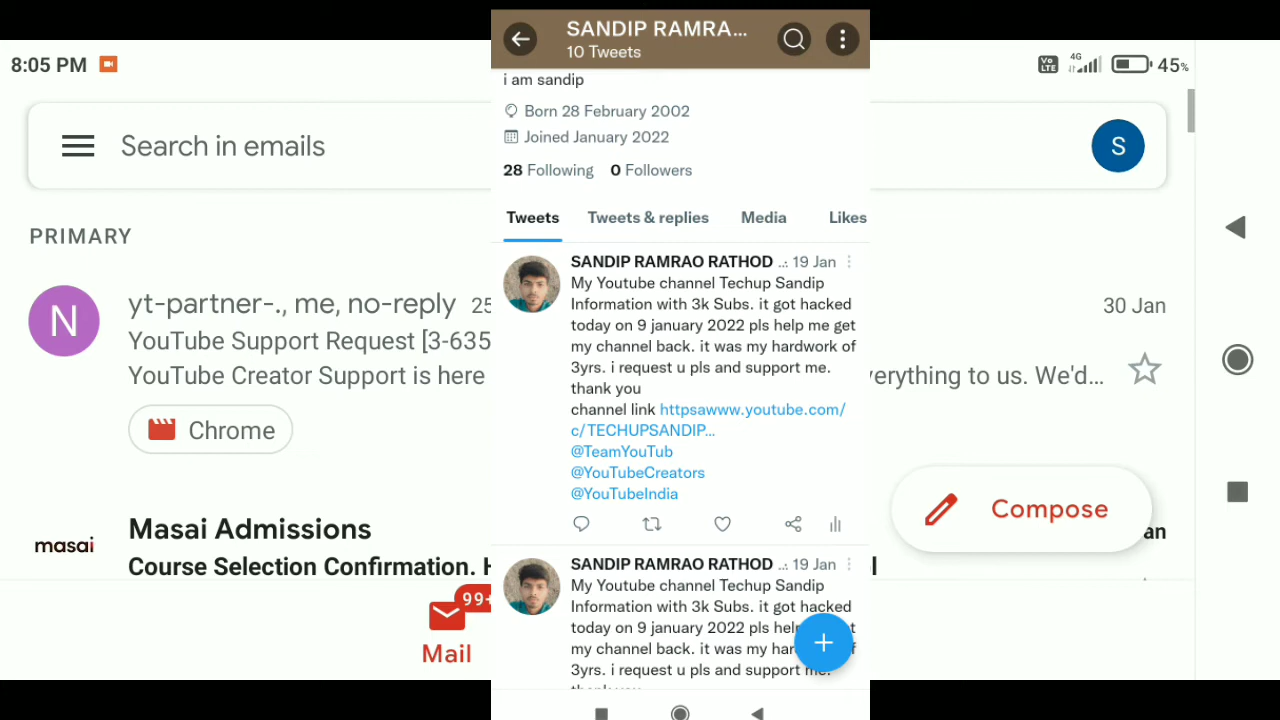 8:05 PM
Vo LTE 4G 45%
Search in emails
S
PRIMARY
N
yt-partner-., me, no-reply 25
30 Jan
YouTube Support Request [3-635
YouTube Creator Support is here
verything to us. We'd...
Chrome
masai
Masai Admissions
Course Selection Confirmation. H
Compose
an
99+
Mail
SANDIP RAMRA...
10 Tweets
i am sandip
Born 28 February 2002
Joined January 2022
28 Following 0 Followers
Tweets Tweets & replies Media Likes
SANDIP RAMRAO RATHOD ..: 19 Jan
My Youtube channel Techup Sandip
Information with 3k Subs. it got hacked
today on 9 january 2022 pls help me get
my channel back. it was my hardwork of
3yrs. i request u pls and support me.
thank you
channel link httpsawww.youtube.com/
c/TECHUPSANDIP...
@TeamYouTub
@YouTubeCreators
@YouTubeIndia
SANDIP RAMRAO RATHOD ..: 19 Jan
My Youtube channel Techup Sandip
Information with 3k Subs. it got hacked
today on 9 january 2022 pls help
my channel back. it was my har
3yrs. i request u pls and support me.